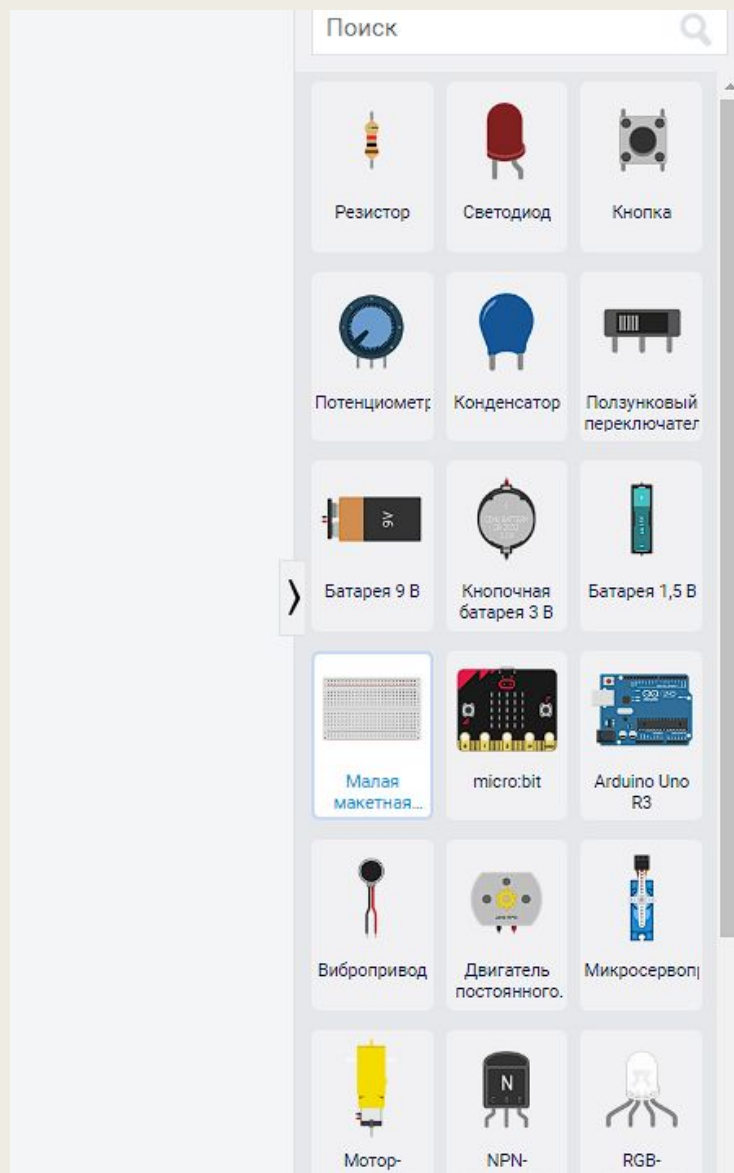 Поиск
Резистор
Светодиод
Кнопка
Потенциометр
Конденсатор
Ползунковый
переключател
9V
Батарея 9 В
Кнопочная
батарея 3 В
Батарея 1,5 В
Малая
макетная...
micro:bit
Arduino Uno
R3
Вибропривод
Двигатель
постоянного.
Микросервопр
Мотор-
N
NPN-
RGB-